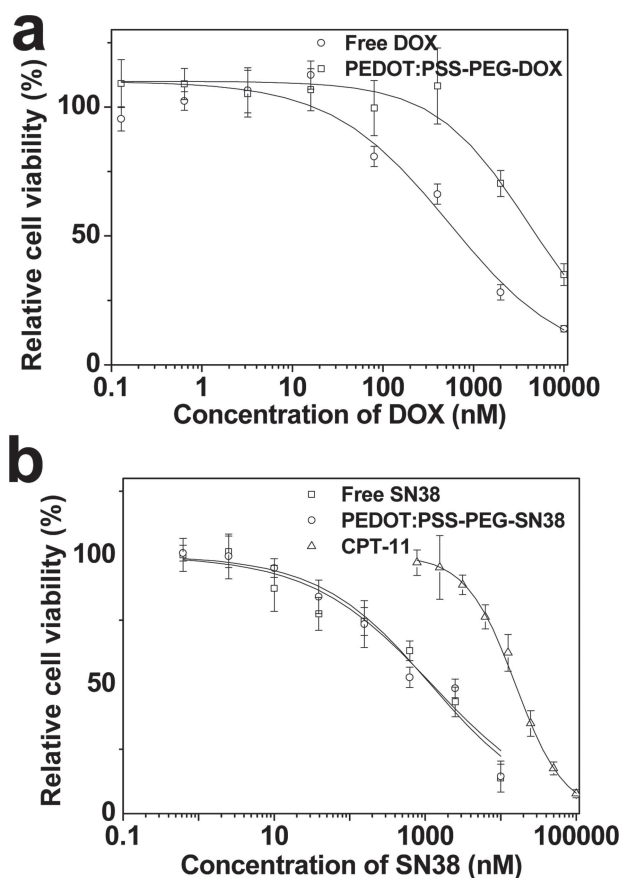 a
Free DOX
PEDOT:PSS-PEG-DOX
Relative cell viability (%)
100
50
0
0.1 1 10 100 1000 10000
Concentration of DOX (nM)
b
Free SN38
PEDOT:PSS-PEG-SN38
CPT-11
Relative cell viability (%)
100
50
0
0.1 10 1000 100000
Concentration of SN38 (nM)